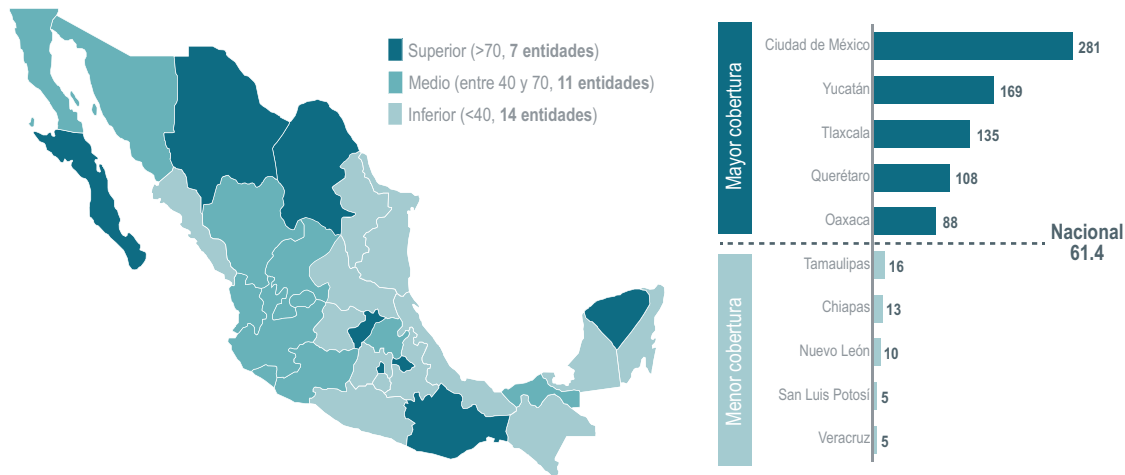 Superior (>70, 7 entidades)
Medio (entre 40 y 70, 11 entidades)
Inferior (<40, 14 entidades)
Mayor cobertura
Ciudad de México 281
Yucatán 169
Tlaxcala 135
Querétaro 108
Oaxaca 88
Nacional
61.4
Menor cobertura
Tamaulipas 16
Chiapas 13
Nuevo León 10
San Luis Potosí 5
Veracruz 5